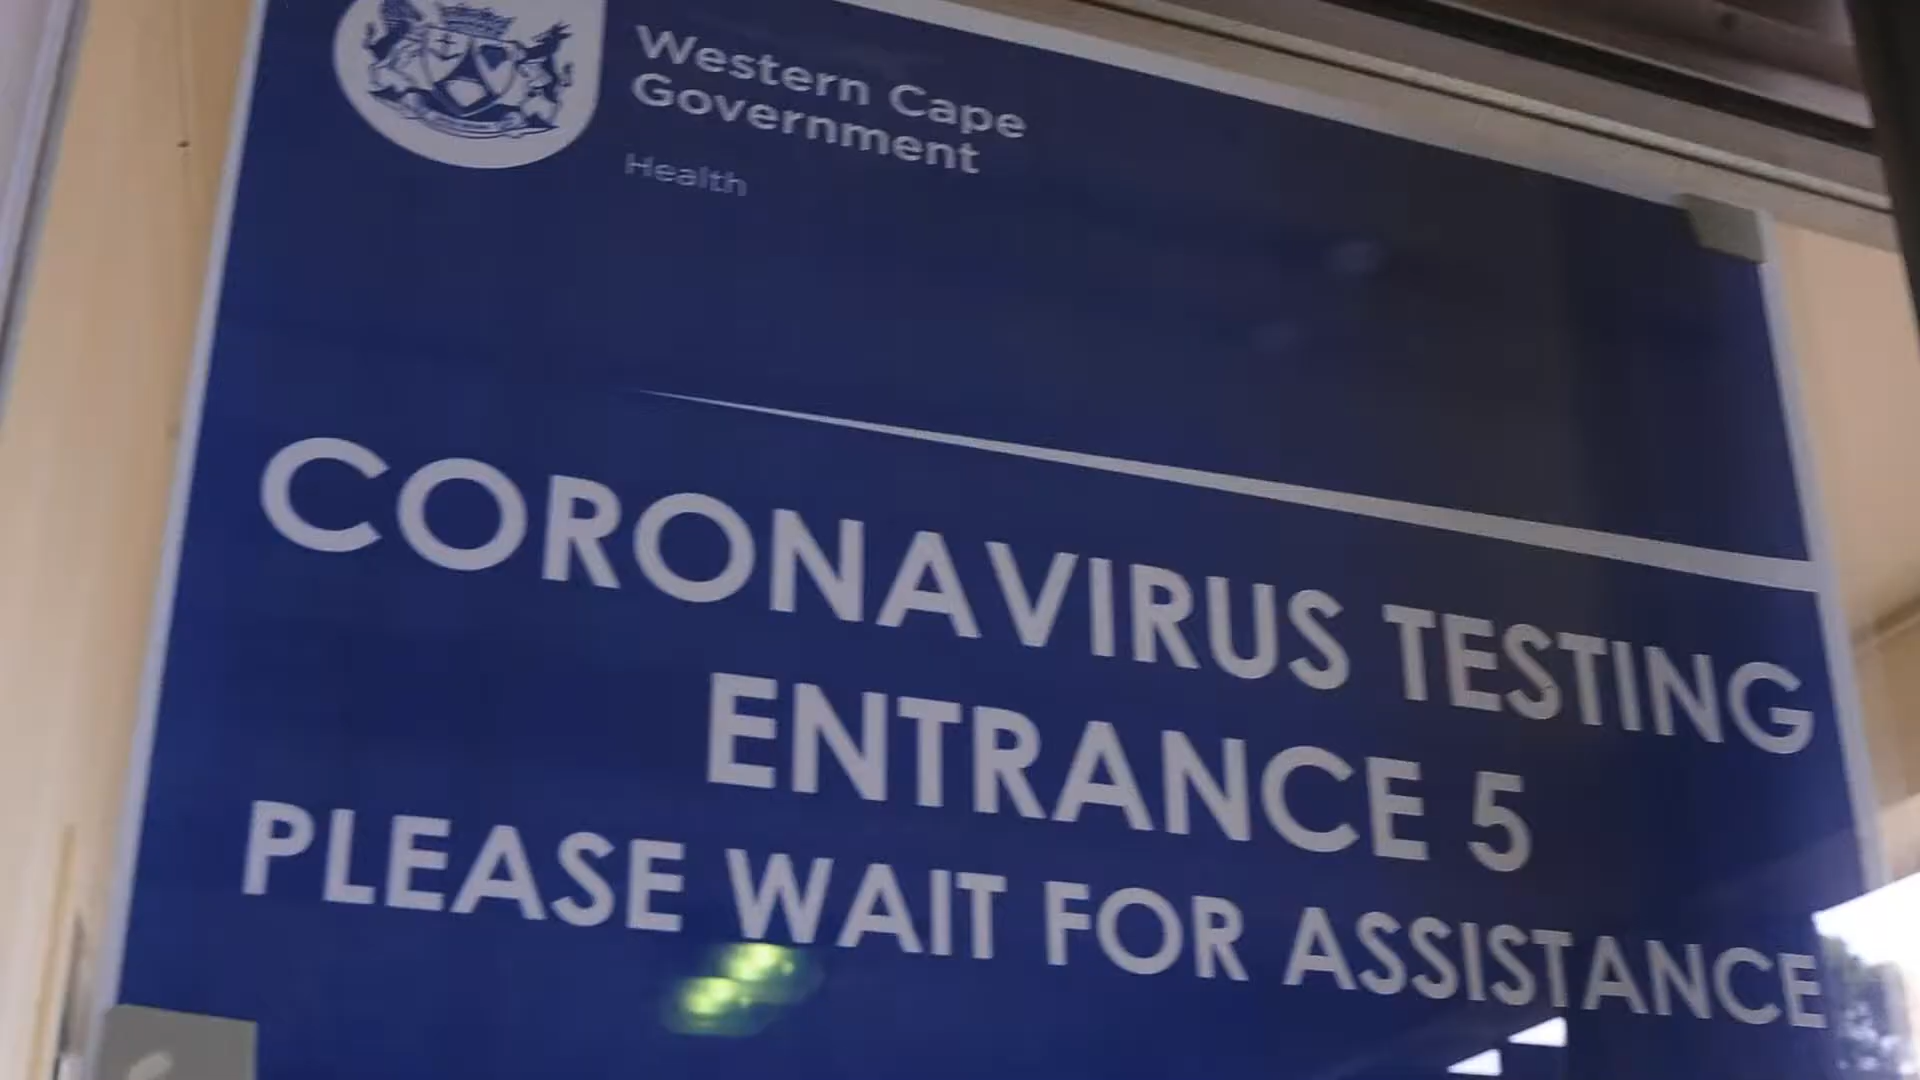 Western Cape
Government
Health
CORONAVIRUS TESTING
ENTRANCE 5
PLEASE WAIT FOR ASSISTANCE